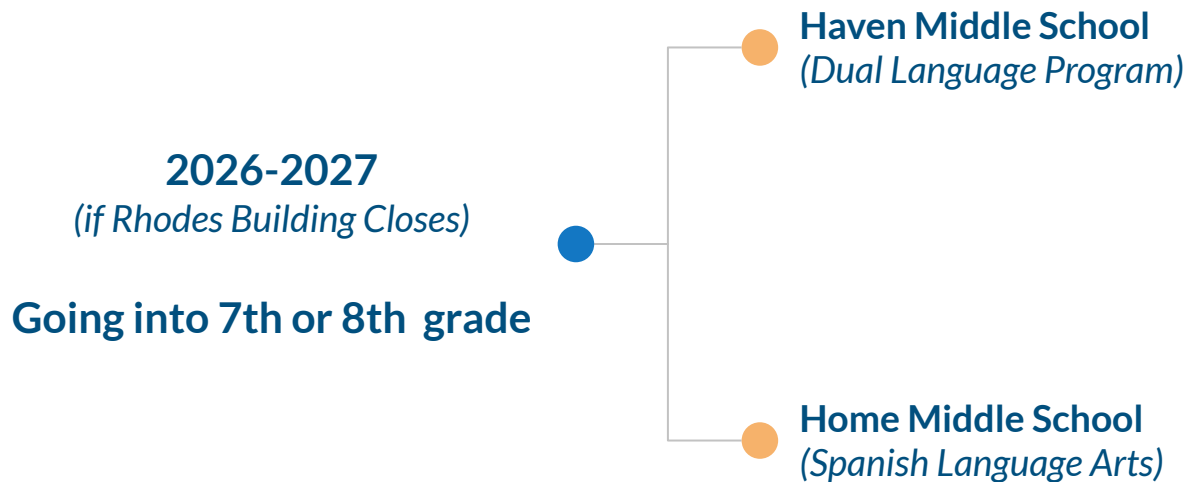 2026-2027
(if Rhodes Building Closes)
Going into 7th or 8th grade
Haven Middle School
(Dual Language Program)
Home Middle School
(Spanish Language Arts)